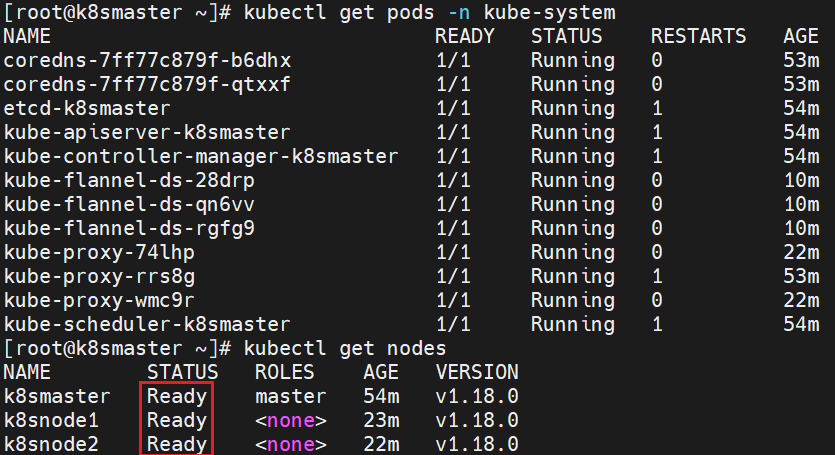 [root@k8smaster ~]# kubectl get pods -n kube-system
NAME                                READY   STATUS    RESTARTS   AGE
coredns-7ff77c879f-b6dhx            1/1     Running   0          53m
coredns-7ff77c879f-qtxxf            1/1     Running   0          53m
etcd-k8smaster                      1/1     Running   1          54m
kube-apiserver-k8smaster            1/1     Running   1          54m
kube-controller-manager-k8smaster   1/1     Running   1          54m
kube-flannel-ds-28drp               1/1     Running   0          10m
kube-flannel-ds-qn6vv               1/1     Running   0          10m
kube-flannel-ds-rgfg9               1/1     Running   0          10m
kube-proxy-74lhp                    1/1     Running   0          22m
kube-proxy-rrs8g                    1/1     Running   1          53m
kube-proxy-wmc9r                    1/1     Running   0          22m
kube-scheduler-k8smaster            1/1     Running   1          54m
[root@k8smaster ~]# kubectl get nodes
NAME        STATUS   ROLES    AGE   VERSION
k8smaster   Ready    master   54m   v1.18.0
k8snode1    Ready    <none>   23m   v1.18.0
k8snode2    Ready    <none>   22m   v1.18.0